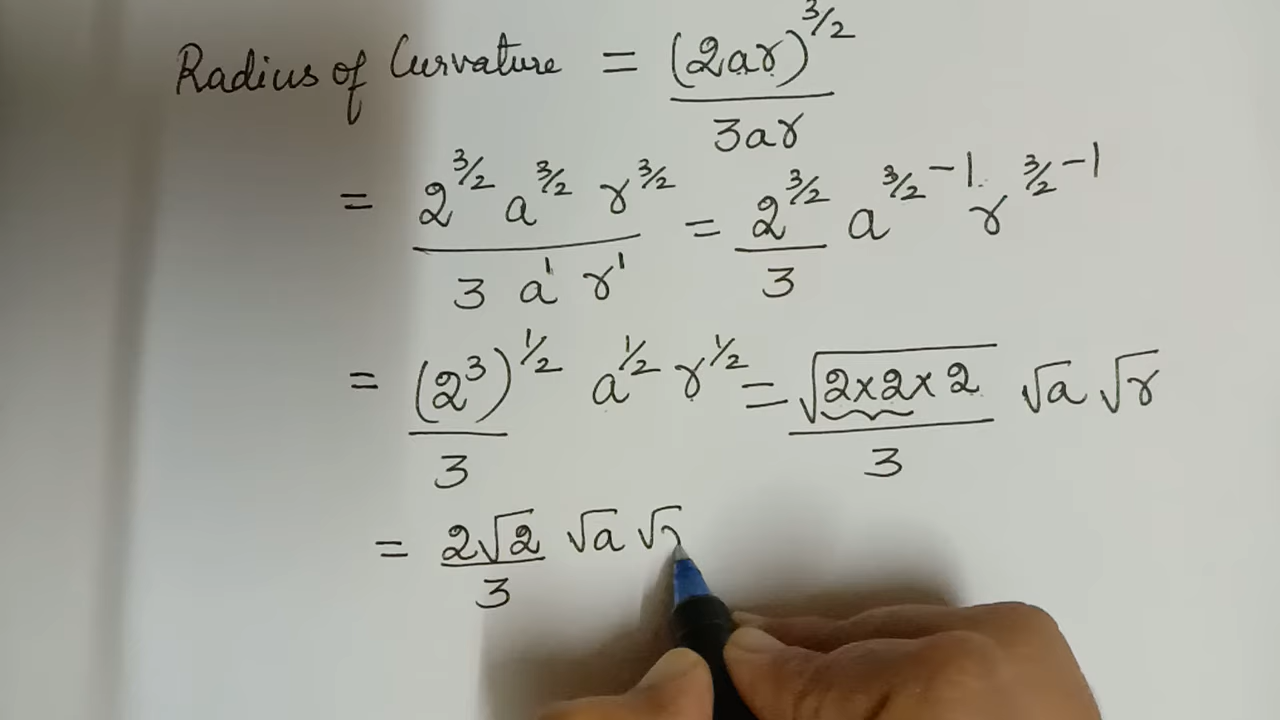 Radius of Curvature = (2ar)^3/2 / 3ar
= 2^3/2 a^3/2 r^3/2 / 3 a^1 r^1 = 2^3/2 / 3 a^3/2 -1 r^3/2 -1
= (2^3)^1/2 / 3 a^1/2 r^1/2 = √2×2×2 / 3 √a √r
= 2√2 / 3 √a √